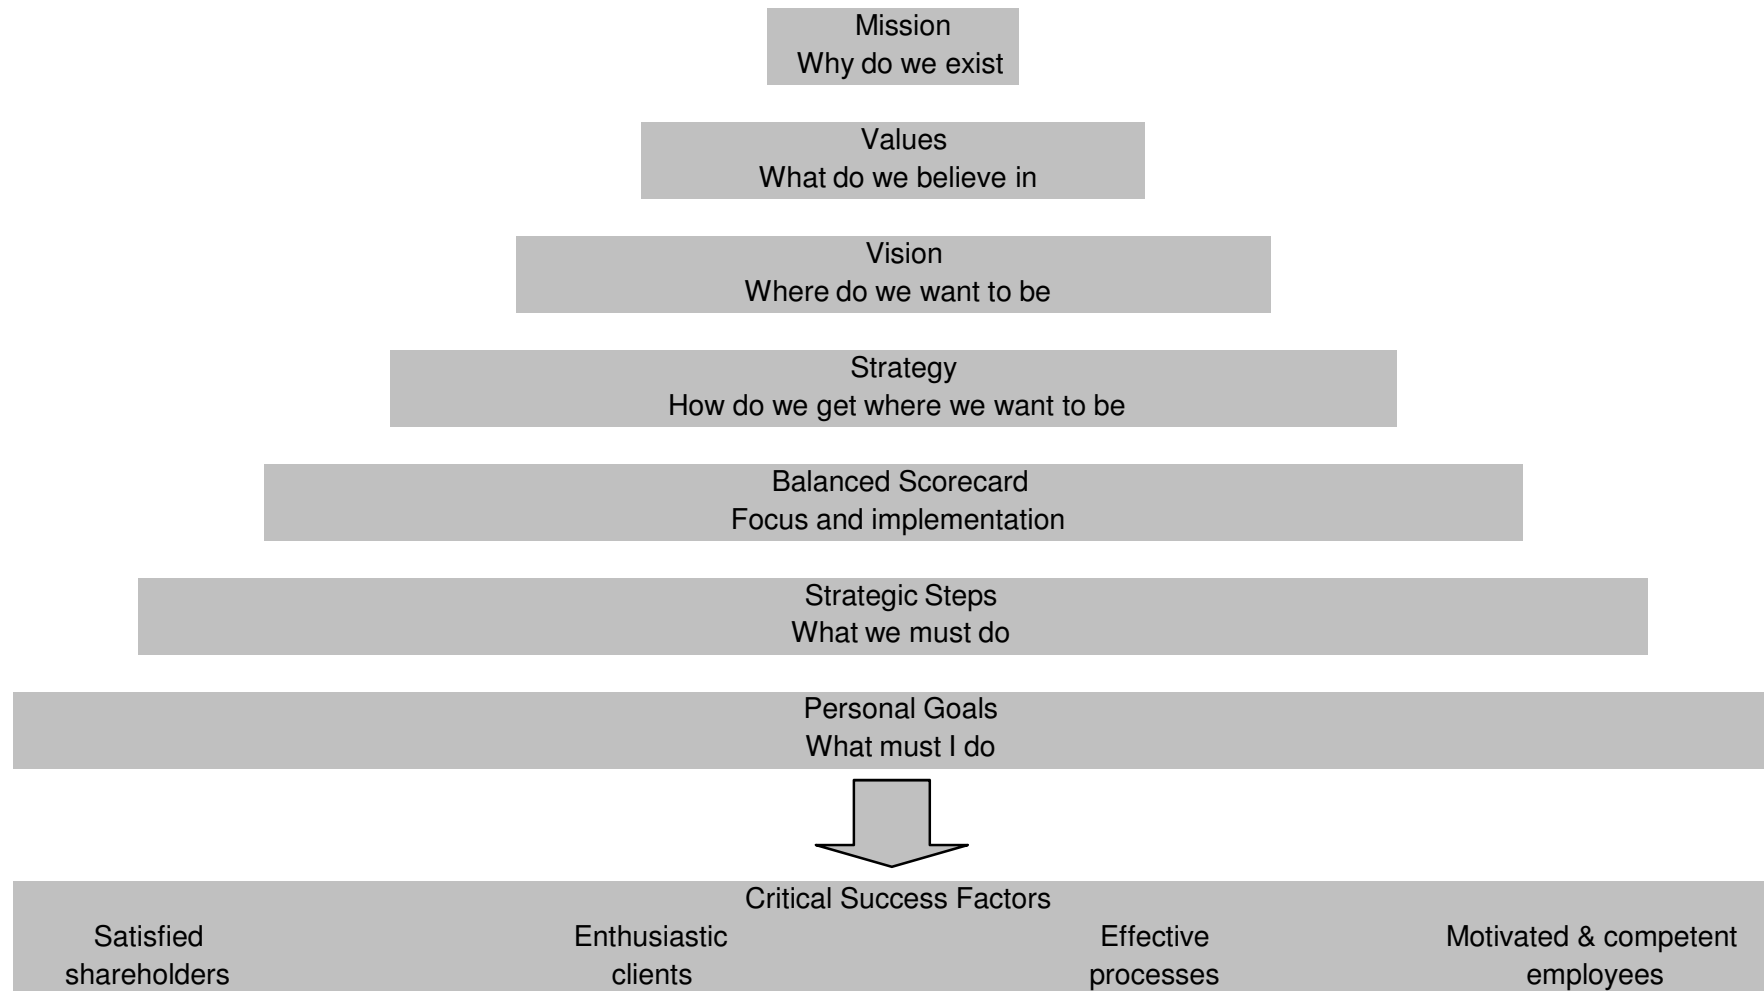 Mission
Why do we exist
Values
What do we believe in
Vision
Where do we want to be
Strategy
How do we get where we want to be
Balanced Scorecard
Focus and implementation
Strategic Steps
What we must do
Personal Goals
What must I do
Critical Success Factors
Satisfied
shareholders
Enthusiastic
clients
Effective
processes
Motivated & competent
employees